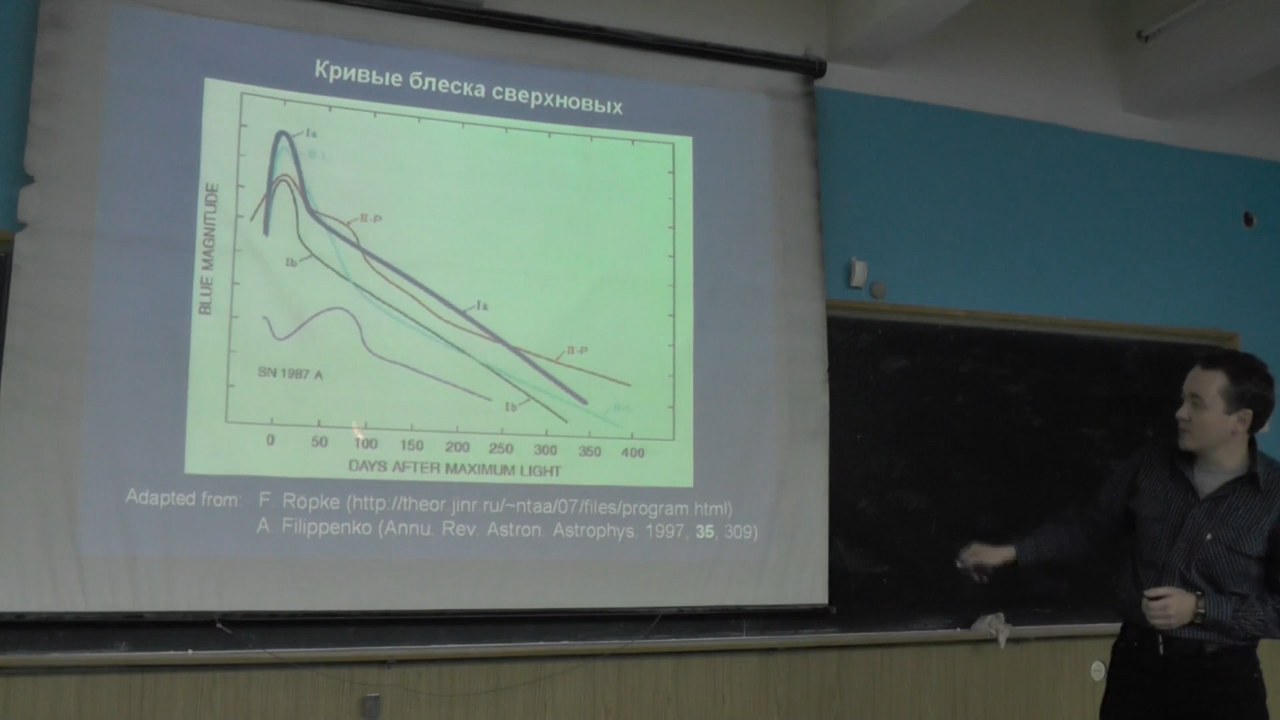 Кривые блеска сверхновых
Ia
II-P
Ib
Ia
II-P
Ib
BLUE MAGNITUDE
SN 1987 A
0 50 100 150 200 250 300 350 400
DAYS AFTER MAXIMUM LIGHT
Adapted from: F. Röpke (http://theor.jinr.ru/~ntaa/07/files/program.html)
A. Filippenko (Annu. Rev. Astron. Astrophys. 1997, 35, 309)